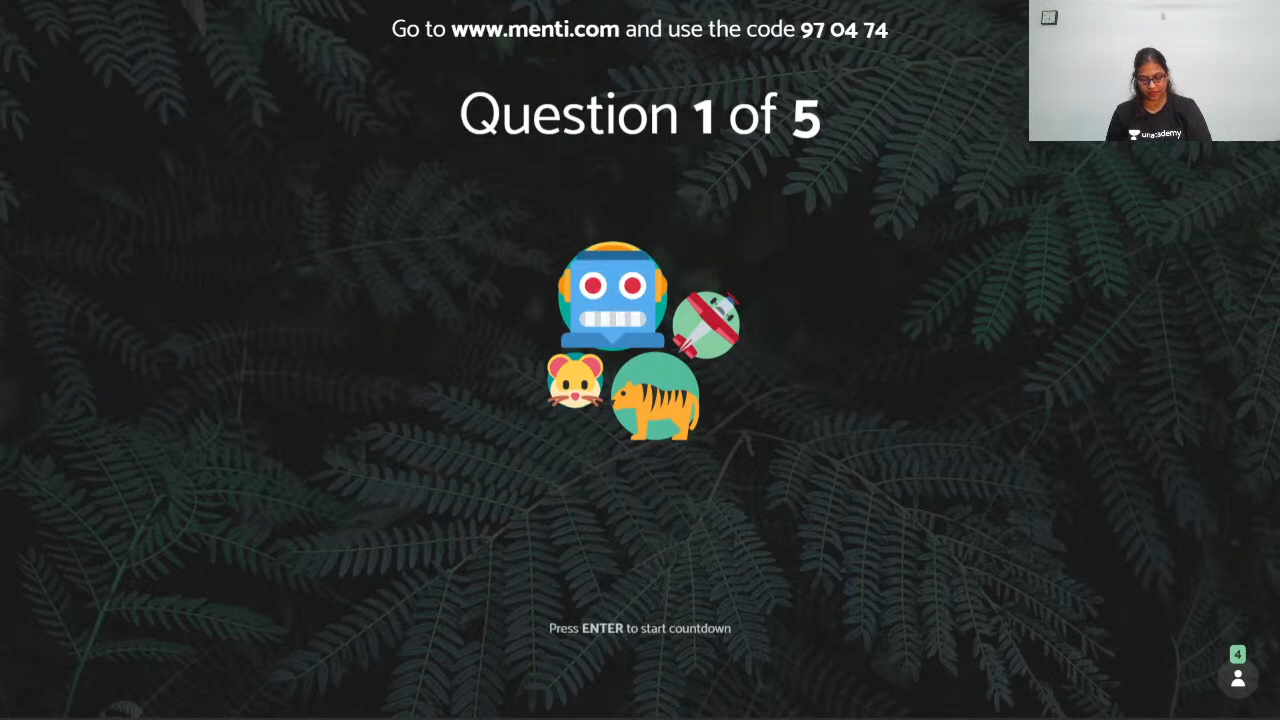 Go to www.menti.com and use the code 97 04 74
Question 1 of 5
unacademy
Press ENTER to start countdown
4